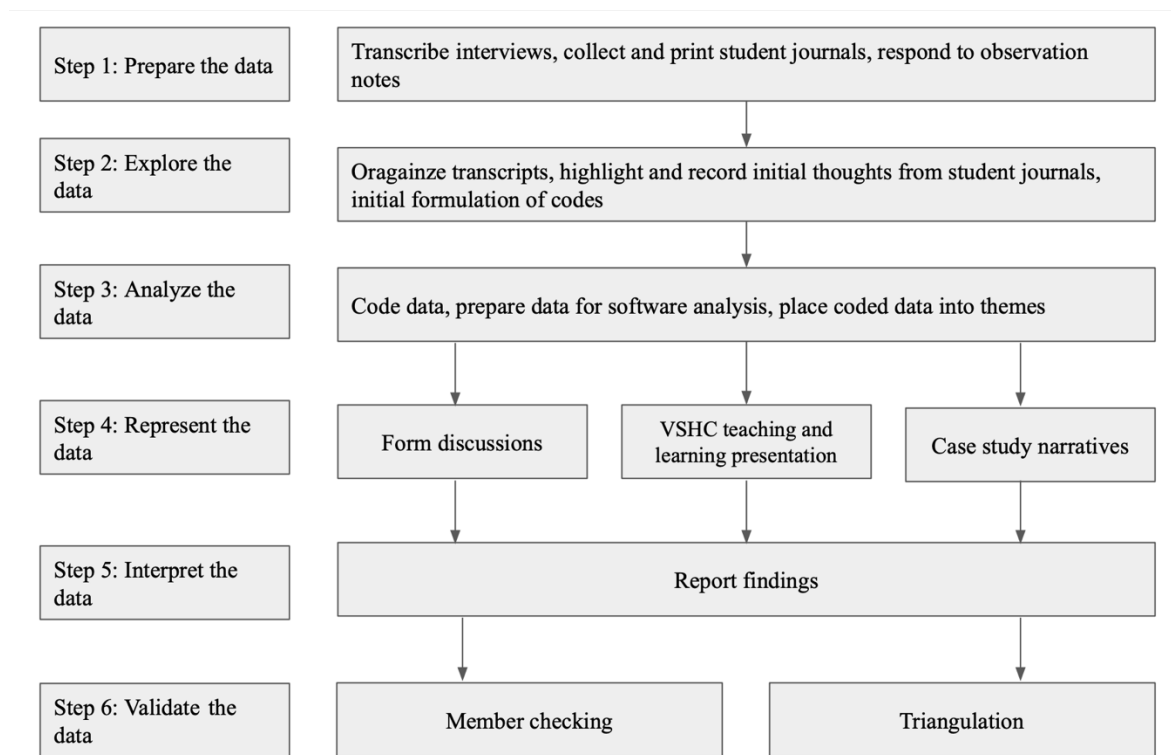 Step 1: Prepare the data
Transcribe interviews, collect and print student journals, respond to observation
notes
Step 2: Explore the
data
Oragainze transcripts, highlight and record initial thoughts from student journals,
initial formulation of codes
Step 3: Analyze the
data
Code data, prepare data for software analysis, place coded data into themes
Step 4: Represent the
data
Form discussions
VSHC teaching and
learning presentation
Case study narratives
Step 5: Interpret the
data
Report findings
Step 6: Validate the
data
Member checking
Triangulation